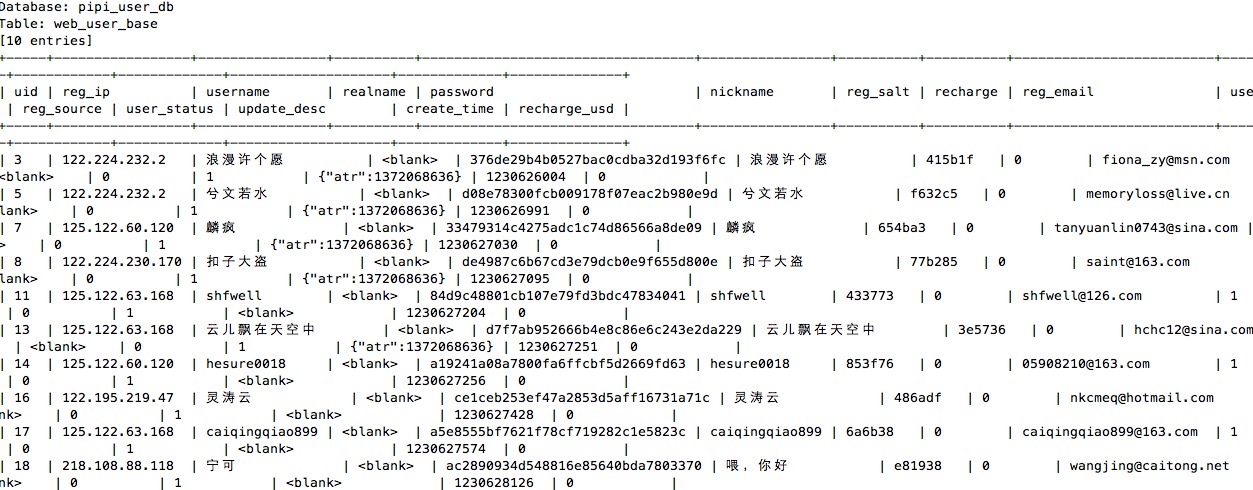 Database: pipi_user_db
Table: web_user_base
[10 entries]
+-----+----------------+----------------+----------+----------------------------------+----------------+----------+----------+------------------------+----
-+------------+-------------+-------------------+-------------+--------------+
| uid | reg_ip | username | realname | password | nickname | reg_salt | recharge | reg_email | use
| reg_source | user_status | update_desc | create_time | recharge_usd |
+-----+----------------+----------------+----------+----------------------------------+----------------+----------+----------+------------------------+----
-+------------+-------------+-------------------+-------------+--------------+
| 3 | 122.224.232.2 | 浪漫许个愿 | <blank> | 376de29b4b0527bac0cdba32d193f6fc | 浪漫许个愿 | 415b1f | 0 | fiona_zy@msn.com
<blank> | 0 | 1 | {"atr":1372068636} | 1230626004 | 0 |
| 5 | 122.224.232.2 | 兮文若水 | <blank> | d08e78300fcb009178f07eac2b980e9d | 兮文若水 | f632c5 | 0 | memoryloss@live.cn
lank> | 0 | 1 | {"atr":1372068636} | 1230626991 | 0 |
| 7 | 125.122.60.120 | 麟疯 | <blank> | 33479314c4275adc1c74d86566a8de09 | 麟疯 | 654ba3 | 0 | tanyuanlin0743@sina.com |
> | 0 | 1 | {"atr":1372068636} | 1230627030 | 0 |
| 8 | 122.224.230.170 | 扣子大盗 | <blank> | de4987c6b67cd3e79dcb0e9f655d800e | 扣子大盗 | 77b285 | 0 | saint@163.com
lank> | 0 | 1 | {"atr":1372068636} | 1230627095 | 0 |
| 11 | 125.122.63.168 | shfwell | <blank> | 84d9c48801cb107e79fd3bdc47834041 | shfwell | 433773 | 0 | shfwell@126.com | 1
| 0 | 1 | <blank> | 1230627204 | 0 |
| 13 | 125.122.63.168 | 云儿飘在天空中 | <blank> | d7f7ab952666b4e8c86e6c243e2da229 | 云儿飘在天空中 | 3e5736 | 0 | hchc12@sina.com
| <blank> | 0 | 1 | {"atr":1372068636} | 1230627251 | 0 |
| 14 | 125.122.60.120 | hesure0018 | <blank> | a19241a08a7800fa6ffcbf5d2669fd63 | hesure0018 | 853f76 | 0 | 05908210@163.com | 1
| 0 | 1 | <blank> | 1230627256 | 0 |
| 16 | 122.195.219.47 | 灵涛云 | <blank> | ce1ceb253ef47a2853d5aff16731a71c | 灵涛云 | 486adf | 0 | nkcmeq@hotmail.com
nk> | 0 | 1 | <blank> | 1230627428 | 0 |
| 17 | 125.122.63.168 | caiqingqiao899 | <blank> | a5e8555bf7621f78cf719282c1e5823c | caiqingqiao899 | 6a6b38 | 0 | caiqingqiao899@163.com | 1
| 0 | 1 | <blank> | 1230627574 | 0 |
| 18 | 218.108.88.118 | 宁可 | <blank> | ac2890934d548816e85640bda7803370 | 喂，你好 | e81938 | 0 | wangjing@caitong.net
nk> | 0 | 1 | <blank> | 1230628126 | 0 |